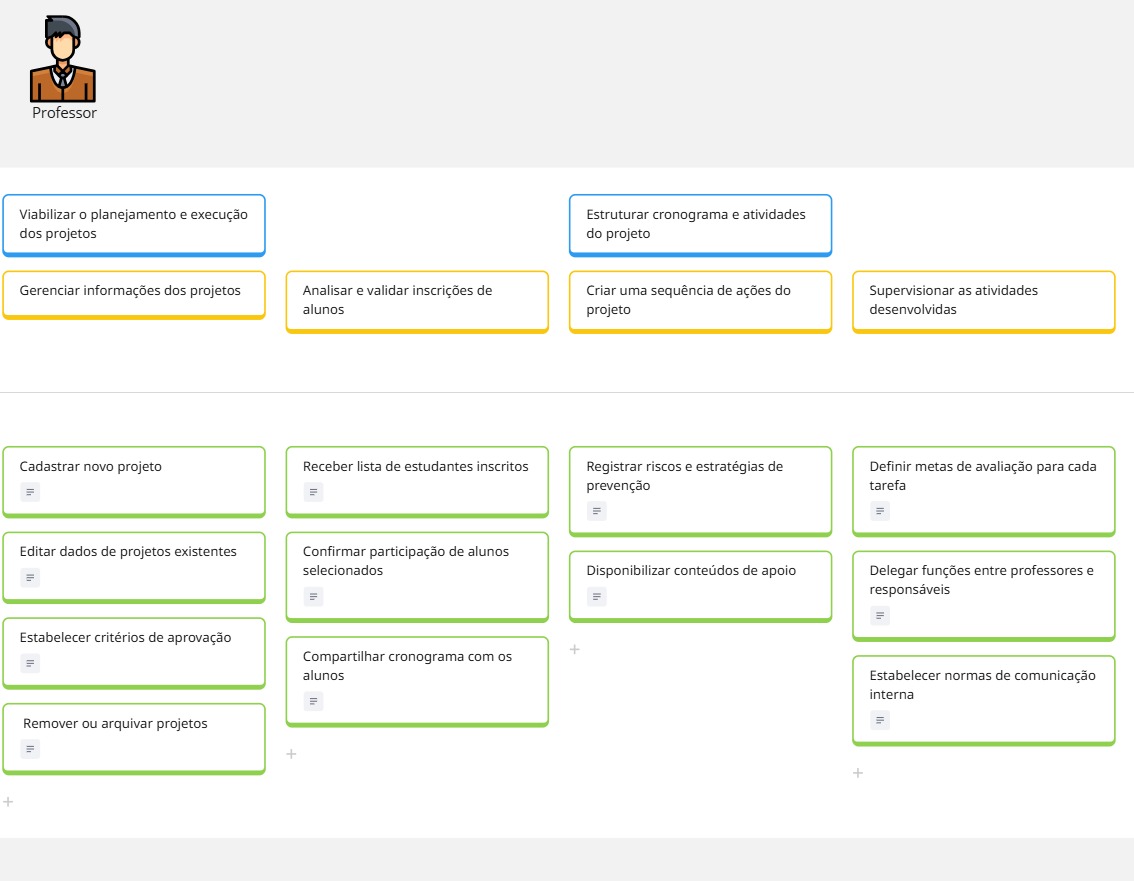 Professor
Viabilizar o planejamento e execução
dos projetos
Estruturar cronograma e atividades
do projeto
Gerenciar informações dos projetos
Analisar e validar inscrições de
alunos
Criar uma sequência de ações do
projeto
Supervisionar as atividades
desenvolvidas
Cadastrar novo projeto
Editar dados de projetos existentes
Estabelecer critérios de aprovação
Remover ou arquivar projetos
Receber lista de estudantes inscritos
Confirmar participação de alunos
selecionados
Compartilhar cronograma com os
alunos
Registrar riscos e estratégias de
prevenção
Disponibilizar conteúdos de apoio
Definir metas de avaliação para cada
tarefa
Delegar funções entre professores e
responsáveis
Estabelecer normas de comunicação
interna